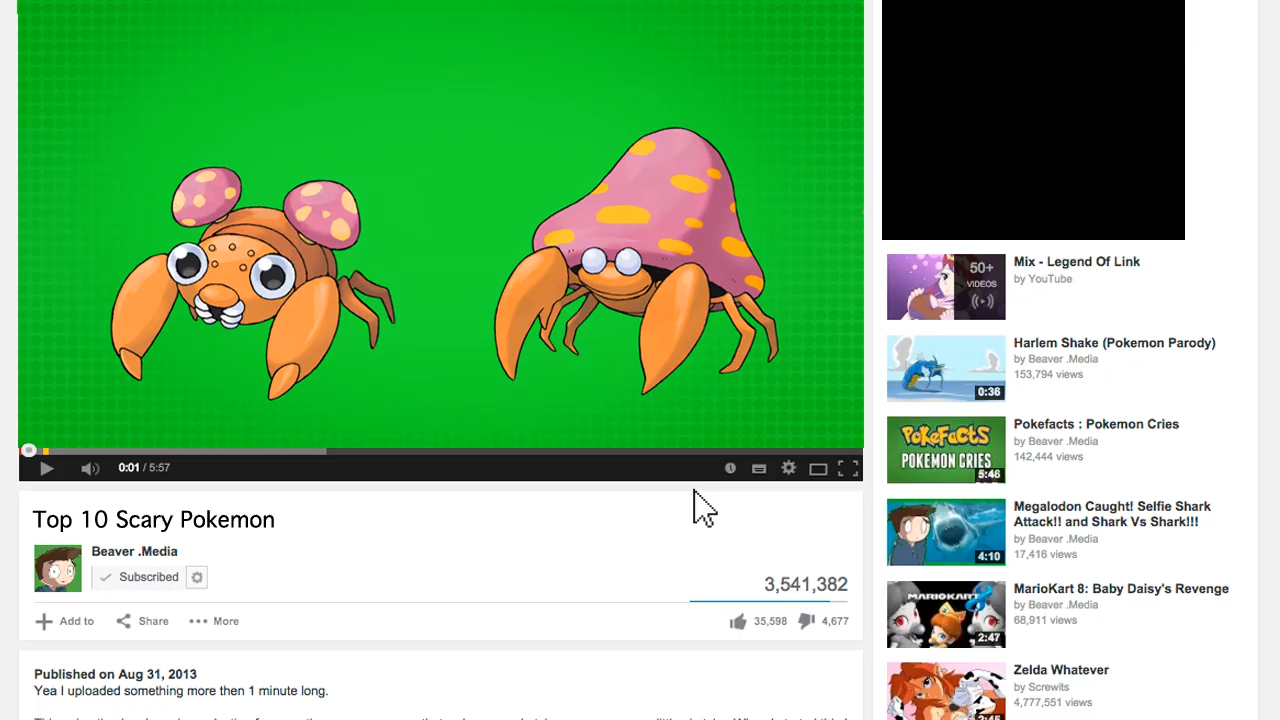 0:01 / 5:57
Top 10 Scary Pokemon
Beaver .Media
Subscribed
3,541,382
Add to
Share
More
35,598
4,677
Published on Aug 31, 2013
Yea I uploaded something more then 1 minute long.
50+
VIDEOS
Mix - Legend Of Link
by YouTube
0:36
Harlem Shake (Pokemon Parody)
by Beaver .Media
153,794 views
POKéFACTS
POKEMON CRIES
5:46
Pokefacts : Pokemon Cries
by Beaver .Media
142,444 views
4:10
Megalodon Caught! Selfie Shark
Attack!! and Shark Vs Shark!!!
by Beaver .Media
17,416 views
MARIOKART 8
2:47
MarioKart 8: Baby Daisy's Revenge
by Beaver .Media
68,911 views
Zelda Whatever
by Screwits
4,777,551 views